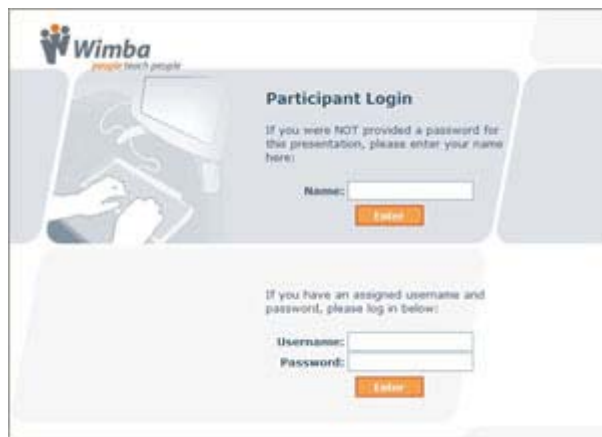 Wimba
people teach people
Participant Login
If you were NOT provided a password for
this presentation, please enter your name
here:
Name:
Enter
If you have an assigned username and
password, please log in below:
Username:
Password:
Enter